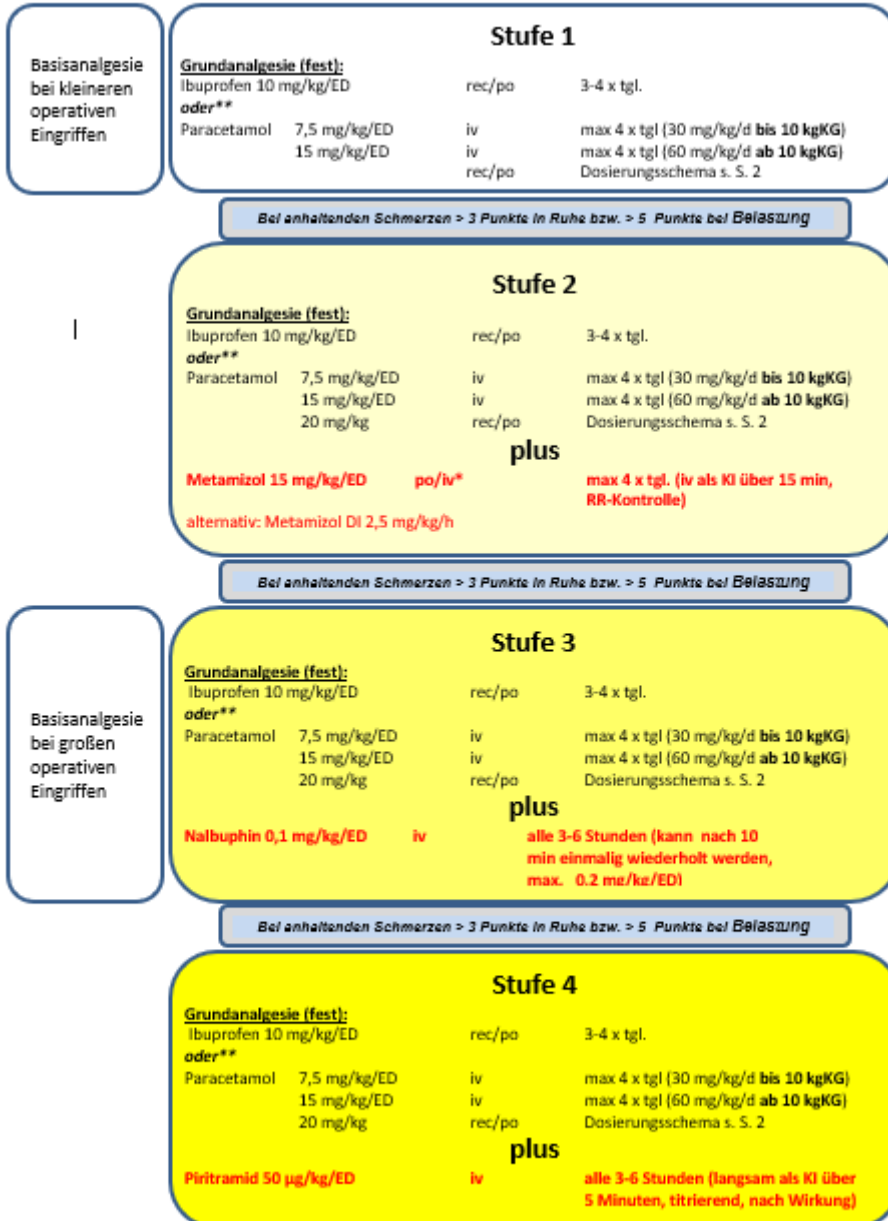 Basisanalgesie
bei kleineren
operativen
Eingriffen
Stufe 1
Grundanalgesie (fest):
Ibuprofen 10 mg/kg/ED rec/po 3-4 x tgl.
oder**
Paracetamol 7,5 mg/kg/ED iv max 4 x tgl (30 mg/kg/d bis 10 kgKG)
15 mg/kg/ED iv max 4 x tgl (60 mg/kg/d ab 10 kgKG)
rec/po Dosierungsschema s. S. 2
Bei anhaltenden Schmerzen > 3 Punkte in Ruhe bzw. > 5 Punkte bei Belastung
Stufe 2
Grundanalgesie (fest):
Ibuprofen 10 mg/kg/ED rec/po 3-4 x tgl.
oder**
Paracetamol 7,5 mg/kg/ED iv max 4 x tgl (30 mg/kg/d bis 10 kgKG)
15 mg/kg/ED iv max 4 x tgl (60 mg/kg/d ab 10 kgKG)
20 mg/kg rec/po Dosierungsschema s. S. 2
plus
Metamizol 15 mg/kg/ED po/iv* max 4 x tgl. (iv als KI über 15 min,
RR-Kontrolle)
alternativ: Metamizol DI 2,5 mg/kg/h
Bei anhaltenden Schmerzen > 3 Punkte in Ruhe bzw. > 5 Punkte bei Belastung
Basisanalgesie
bei großen
operativen
Eingriffen
Stufe 3
Grundanalgesie (fest):
Ibuprofen 10 mg/kg/ED rec/po 3-4 x tgl.
oder**
Paracetamol 7,5 mg/kg/ED iv max 4 x tgl (30 mg/kg/d bis 10 kgKG)
15 mg/kg/ED iv max 4 x tgl (60 mg/kg/d ab 10 kgKG)
20 mg/kg rec/po Dosierungsschema s. S. 2
plus
Nalbuphin 0,1 mg/kg/ED iv alle 3-6 Stunden (kann nach 10
min einmalig wiederholt werden,
max. 0,2 mg/kg/ED)
Bei anhaltenden Schmerzen > 3 Punkte in Ruhe bzw. > 5 Punkte bei Belastung
Stufe 4
Grundanalgesie (fest):
Ibuprofen 10 mg/kg/ED rec/po 3-4 x tgl.
oder**
Paracetamol 7,5 mg/kg/ED iv max 4 x tgl (30 mg/kg/d bis 10 kgKG)
15 mg/kg/ED iv max 4 x tgl (60 mg/kg/d ab 10 kgKG)
20 mg/kg rec/po Dosierungsschema s. S. 2
plus
Piritramid 50 µg/kg/ED iv alle 3-6 Stunden (langsam als KI über
5 Minuten, titrierend, nach Wirkung)